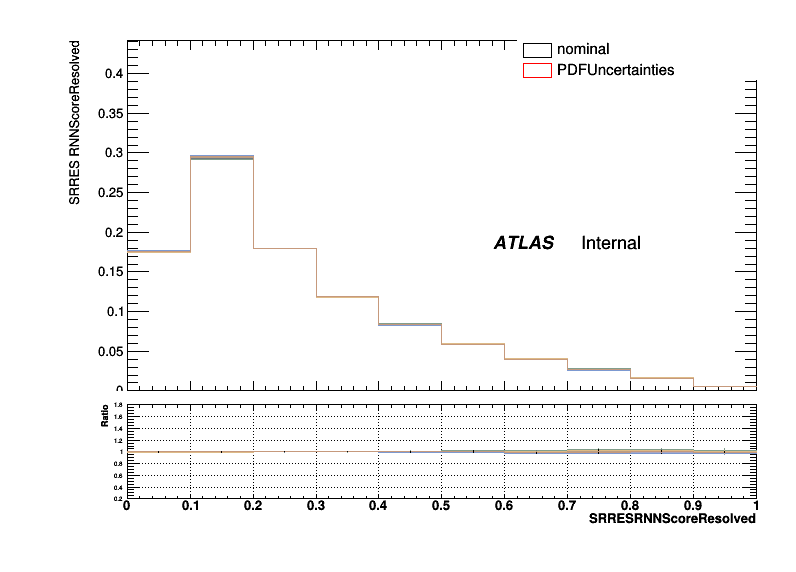 nominal
PDFUncertainties
SRRES RNNScoreResolved
0.4
0.35
0.3
0.25
0.2
0.15
0.1
0.05
0
ATLAS Internal
Ratio
1.8
1.6
1.4
1.2
1
0.8
0.6
0.4
0.2
0 0.1 0.2 0.3 0.4 0.5 0.6 0.7 0.8 0.9 1
SRRESRNNScoreResolved